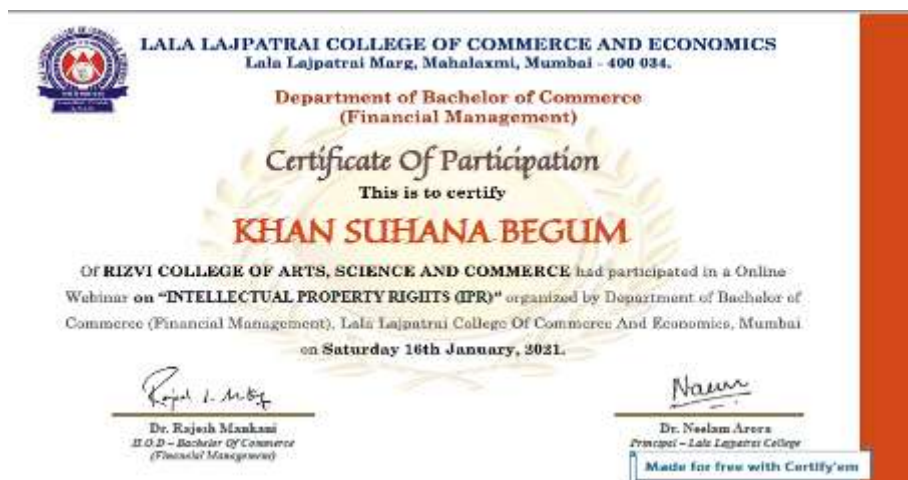 LALA LAJPATRAI COLLEGE OF COMMERCE AND ECONOMICS
Lala Lajpatrai Marg, Mahalaxmi, Mumbai - 400 034.
Department of Bachelor of Commerce
(Financial Management)
Certificate Of Participation
This is to certify
KHAN SUHANA BEGUM
Of RIZVI COLLEGE OF ARTS, SCIENCE AND COMMERCE had participated in a Online
Webinar on "INTELLECTUAL PROPERTY RIGHTS (IPR)" organized by Department of Bachelor of
Commerce (Financial Management), Lala Lajpatrai College Of Commerce And Economics, Mumbai
on Saturday 16th January, 2021.
Dr. Rajesh Mankani
H.O.D – Bachelor Of Commerce
(Financial Management)
Dr. Neelam Arora
Principal – Lala Lajpatrai College
Made for free with Certify'em